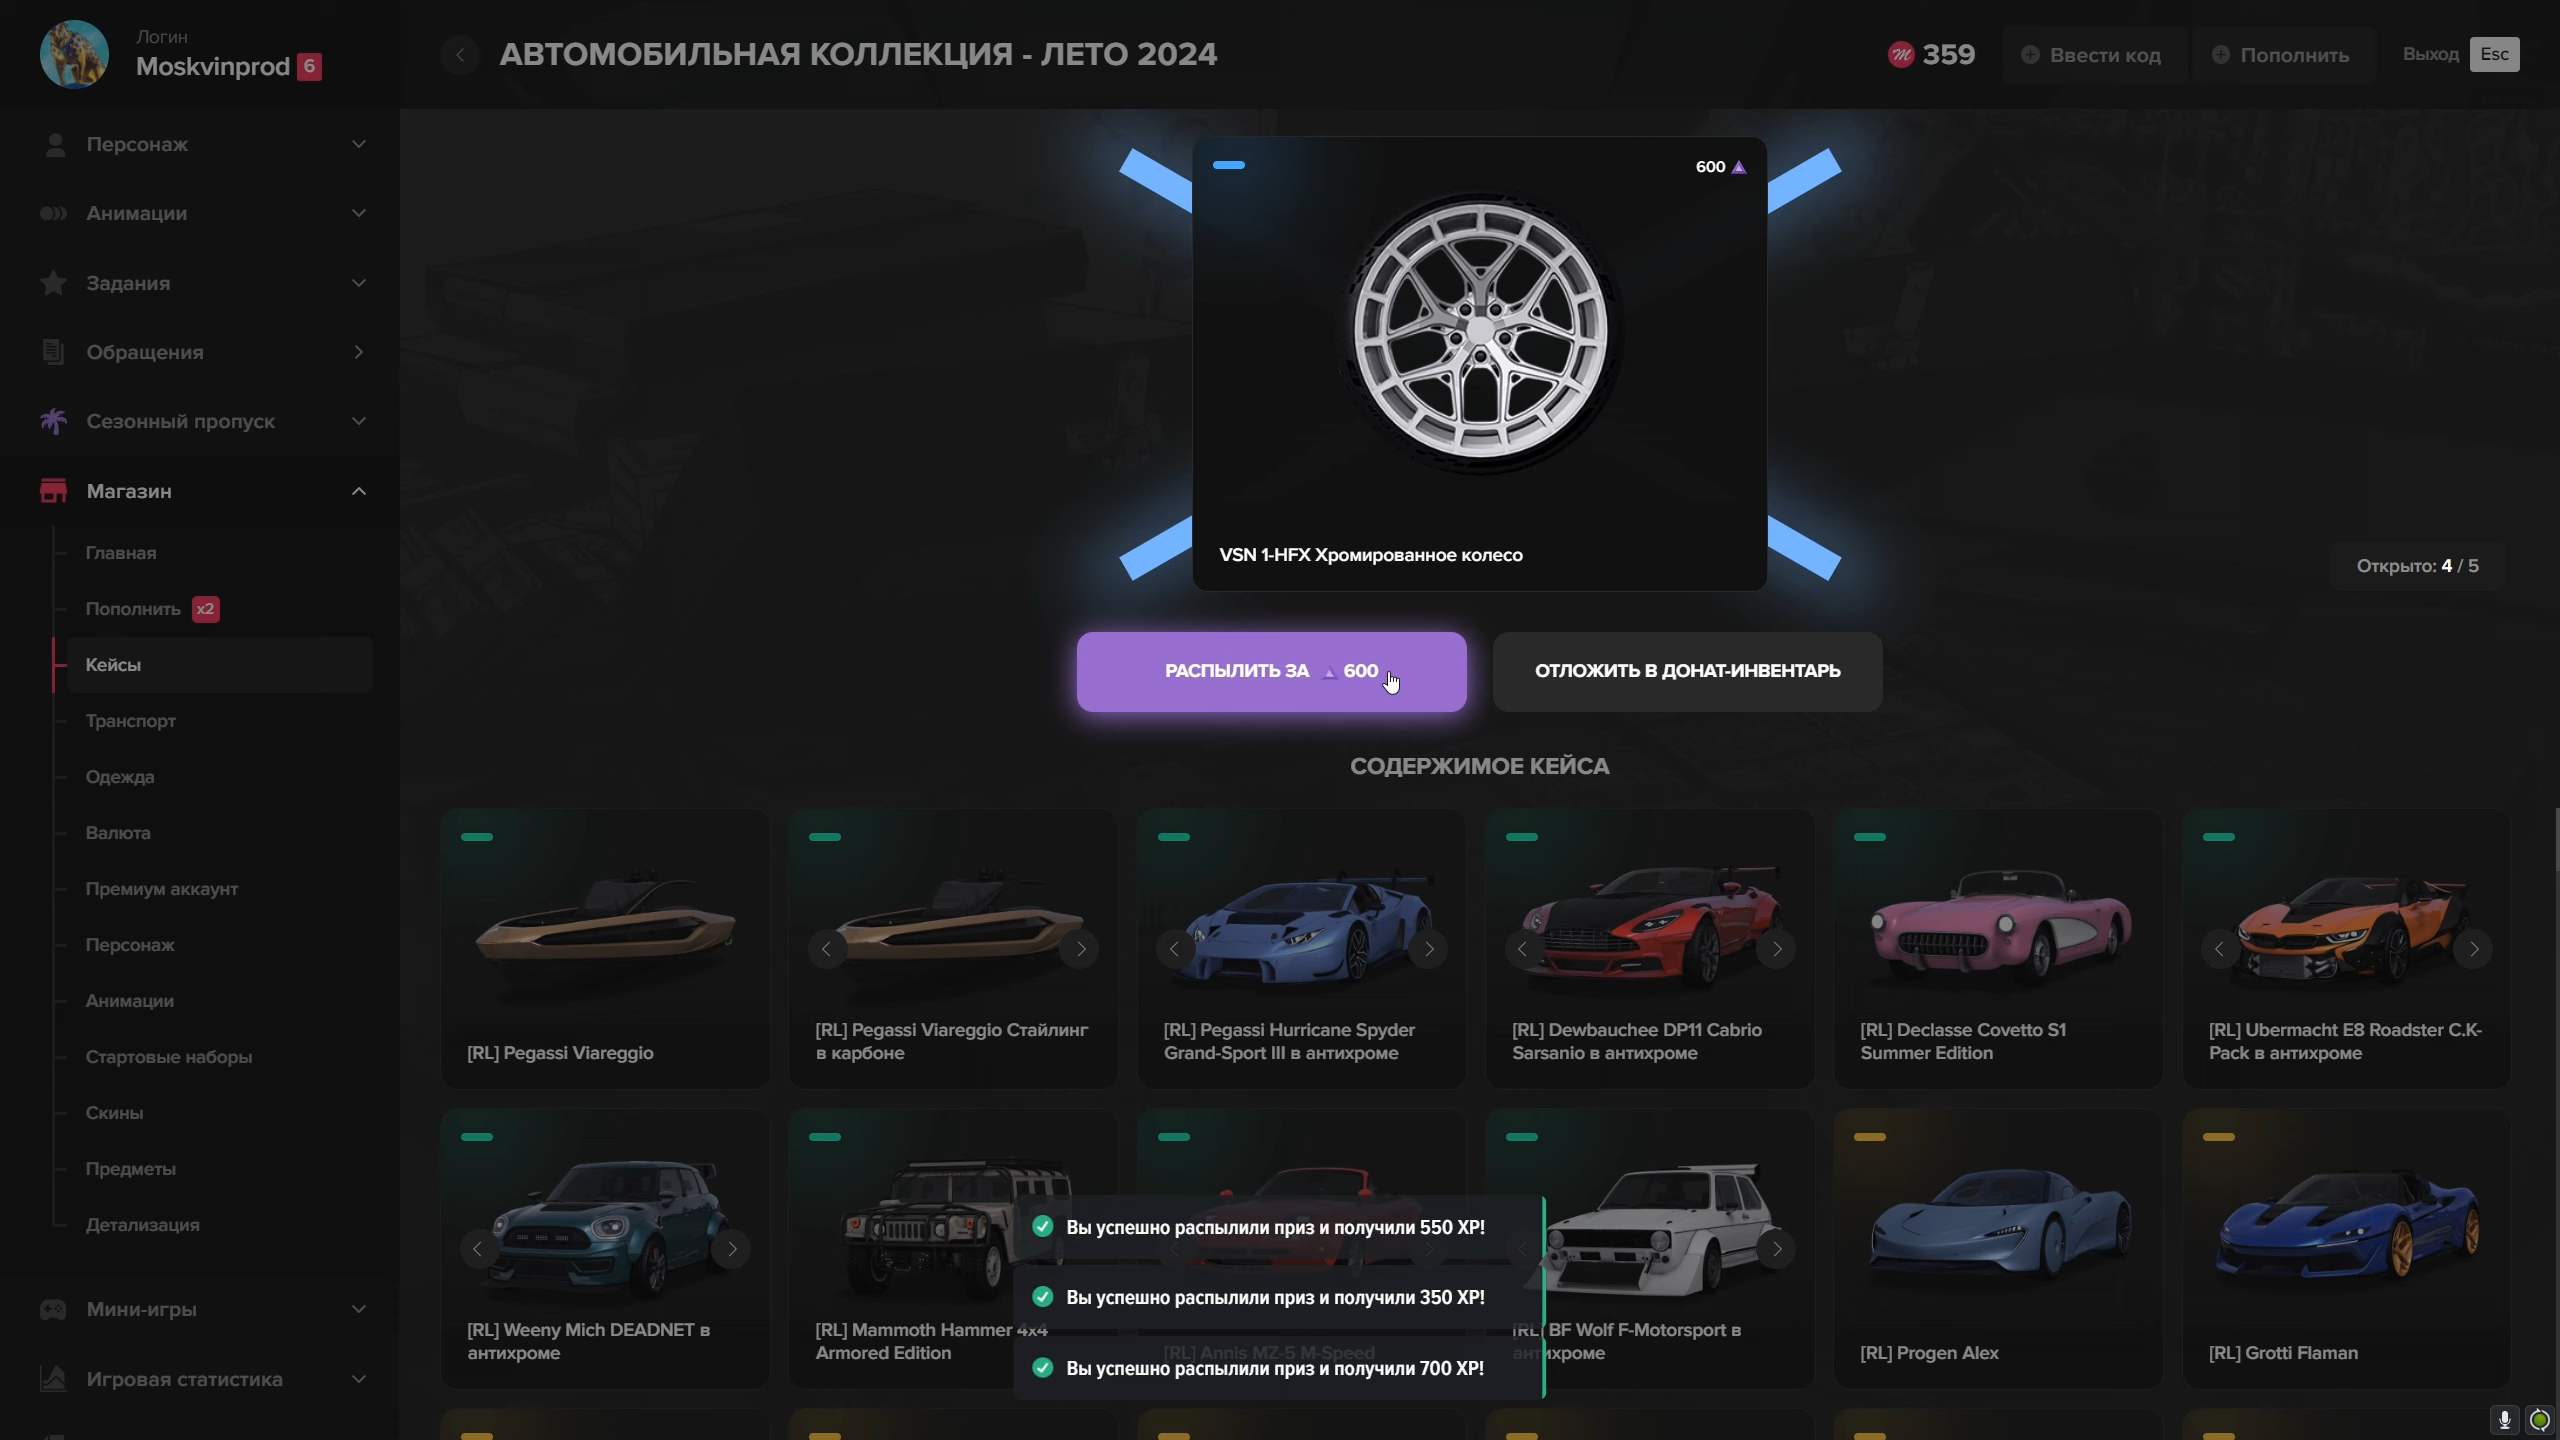 Логин
Moskvinprod 6
АВТОМОБИЛЬНАЯ КОЛЛЕКЦИЯ - ЛЕТО 2024
359
Ввести код
Пополнить
Выход
Esc
Персонаж
Анимации
Задания
Обращения
Сезонный пропуск
Магазин
Главная
Пополнить x2
Кейсы
Транспорт
Одежда
Валюта
Премиум аккаунт
Персонаж
Анимации
Стартовые наборы
Скины
Предметы
Детализация
Мини-игры
Игровая статистика
600
VSN 1-HFX Хромированное колесо
Открыто: 4 / 5
РАСПЫЛИТЬ ЗА 600
ОТЛОЖИТЬ В ДОНАТ-ИНВЕНТАРЬ
СОДЕРЖИМОЕ КЕЙСА
[RL] Pegassi Viareggio
[RL] Pegassi Viareggio Стайлинг
в карбоне
[RL] Pegassi Hurricane Spyder
Grand-Sport III в антихроме
[RL] Dewbauchee DP11 Cabrio
Sarsanio в антихроме
[RL] Declasse Covetto S1
Summer Edition
[RL] Ubermacht E8 Roadster C.K-
Pack в антихроме
[RL] Weeny Mich DEADNET в
антихроме
[RL] Mammoth Hammer 4x4
Armored Edition
[RL] Annis MZ-5 M-Speed
[RL] BF Wolf F-Motorsport в
антихроме
[RL] Progen Alex
[RL] Grotti Flaman
Вы успешно распылили приз и получили 550 XP!
Вы успешно распылили приз и получили 350 XP!
Вы успешно распылили приз и получили 700 XP!